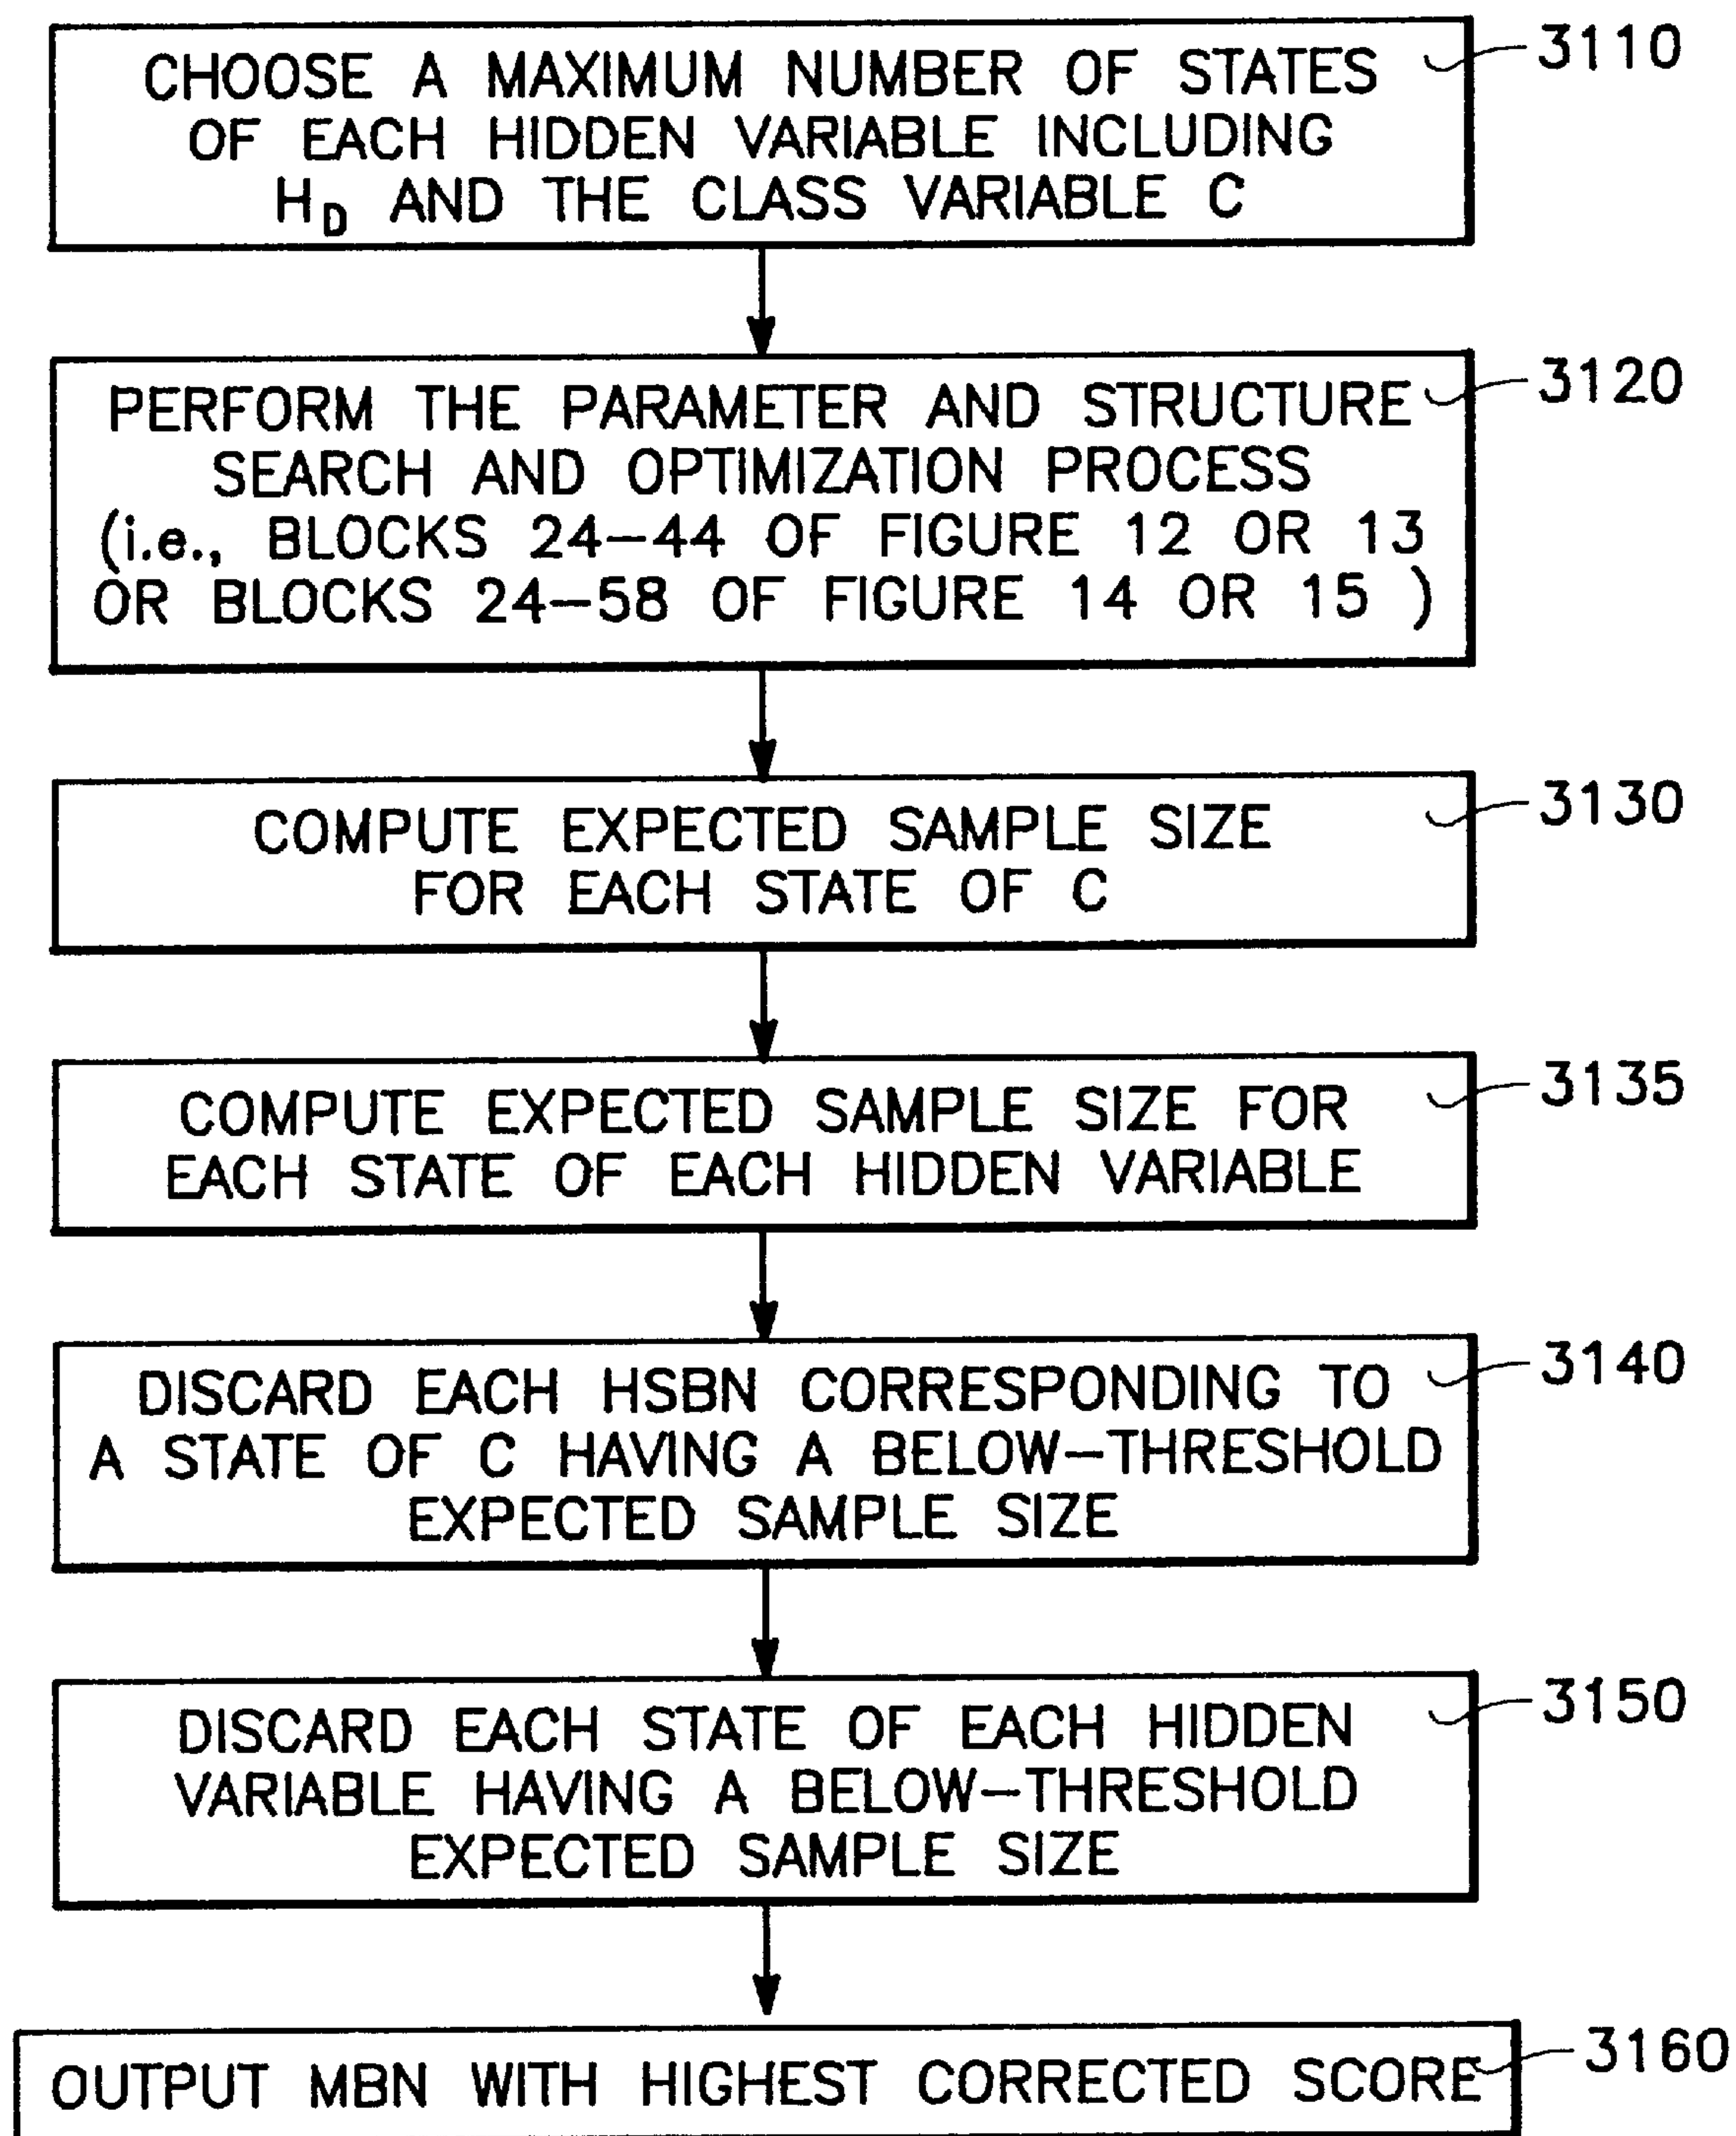 CHOOSE A MAXIMUM NUMBER OF STATES
OF EACH HIDDEN VARIABLE INCLUDING
H_D AND THE CLASS VARIABLE C
3110
PERFORM THE PARAMETER AND STRUCTURE
SEARCH AND OPTIMIZATION PROCESS
(i.e., BLOCKS 24-44 OF FIGURE 12 OR 13
OR BLOCKS 24-58 OF FIGURE 14 OR 15 )
3120
COMPUTE EXPECTED SAMPLE SIZE
FOR EACH STATE OF C
3130
COMPUTE EXPECTED SAMPLE SIZE FOR
EACH STATE OF EACH HIDDEN VARIABLE
3135
DISCARD EACH HSBN CORRESPONDING TO
A STATE OF C HAVING A BELOW-THRESHOLD
EXPECTED SAMPLE SIZE
3140
DISCARD EACH STATE OF EACH HIDDEN
VARIABLE HAVING A BELOW-THRESHOLD
EXPECTED SAMPLE SIZE
3150
OUTPUT MBN WITH HIGHEST CORRECTED SCORE
3160